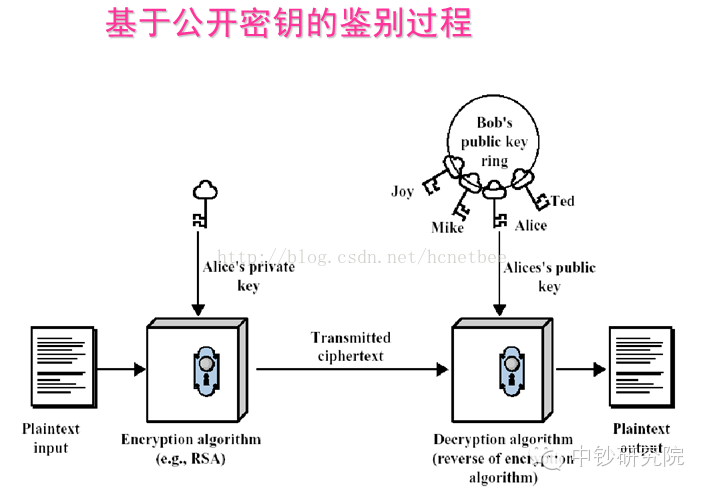 基于公开密钥的鉴别过程
Bob's
public key
ring
Joy
Mike
Alice
Ted
http://blog.csdn.net/hcnetbee
Alice's private
key
Alices's public
key
Transmitted
ciphertext
Plaintext
input
Encryption algorithm
(e.g., RSA)
Decryption algorithm
(reverse of encryption
algorithm)
Plaintext
output
中钞研究院